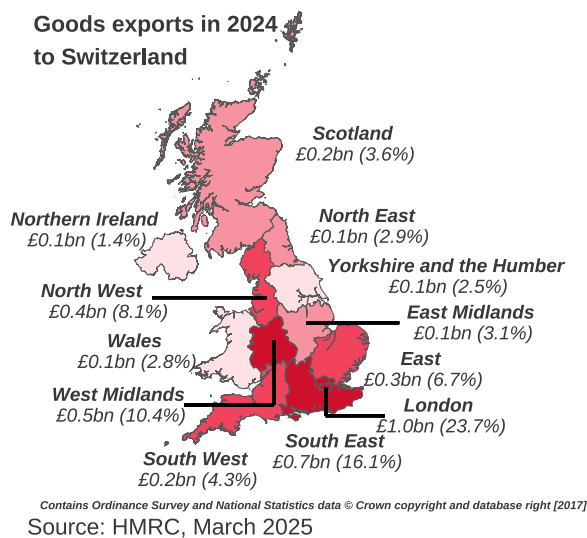 Goods exports in 2024
to Switzerland
Scotland
£0.2bn (3.6%)
Northern Ireland
£0.1bn (1.4%)
North East
£0.1bn (2.9%)
Yorkshire and the Humber
£0.1bn (2.5%)
North West
£0.4bn (8.1%)
East Midlands
£0.1bn (3.1%)
Wales
£0.1bn (2.8%)
East
£0.3bn (6.7%)
West Midlands
£0.5bn (10.4%)
London
£1.0bn (23.7%)
South East
£0.7bn (16.1%)
South West
£0.2bn (4.3%)
Contains Ordinance Survey and National Statistics data © Crown copyright and database right [2017]
Source: HMRC, March 2025